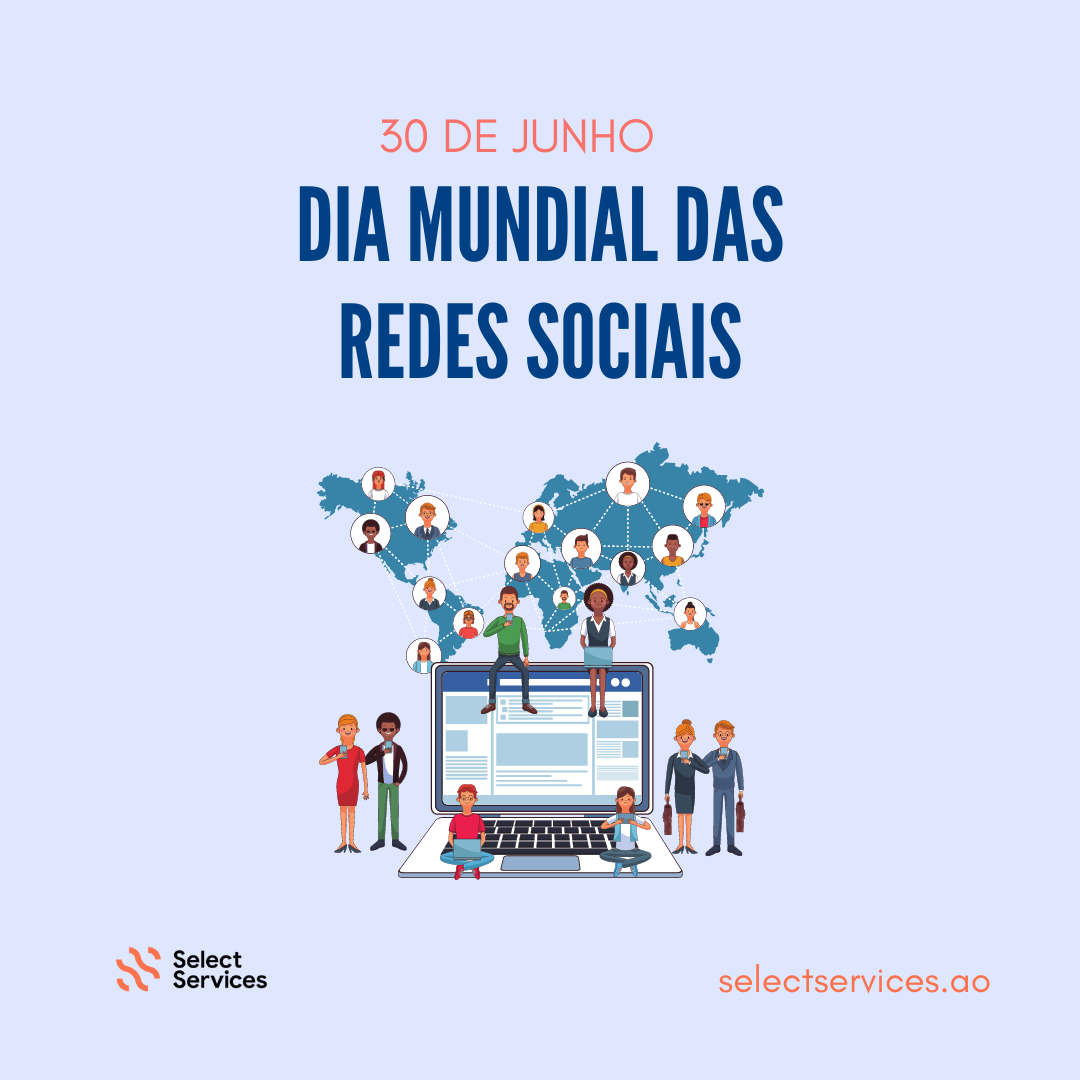 30 DE JUNHO
DIA MUNDIAL DAS
REDES SOCIAIS
Select
Services
selectservices.ao